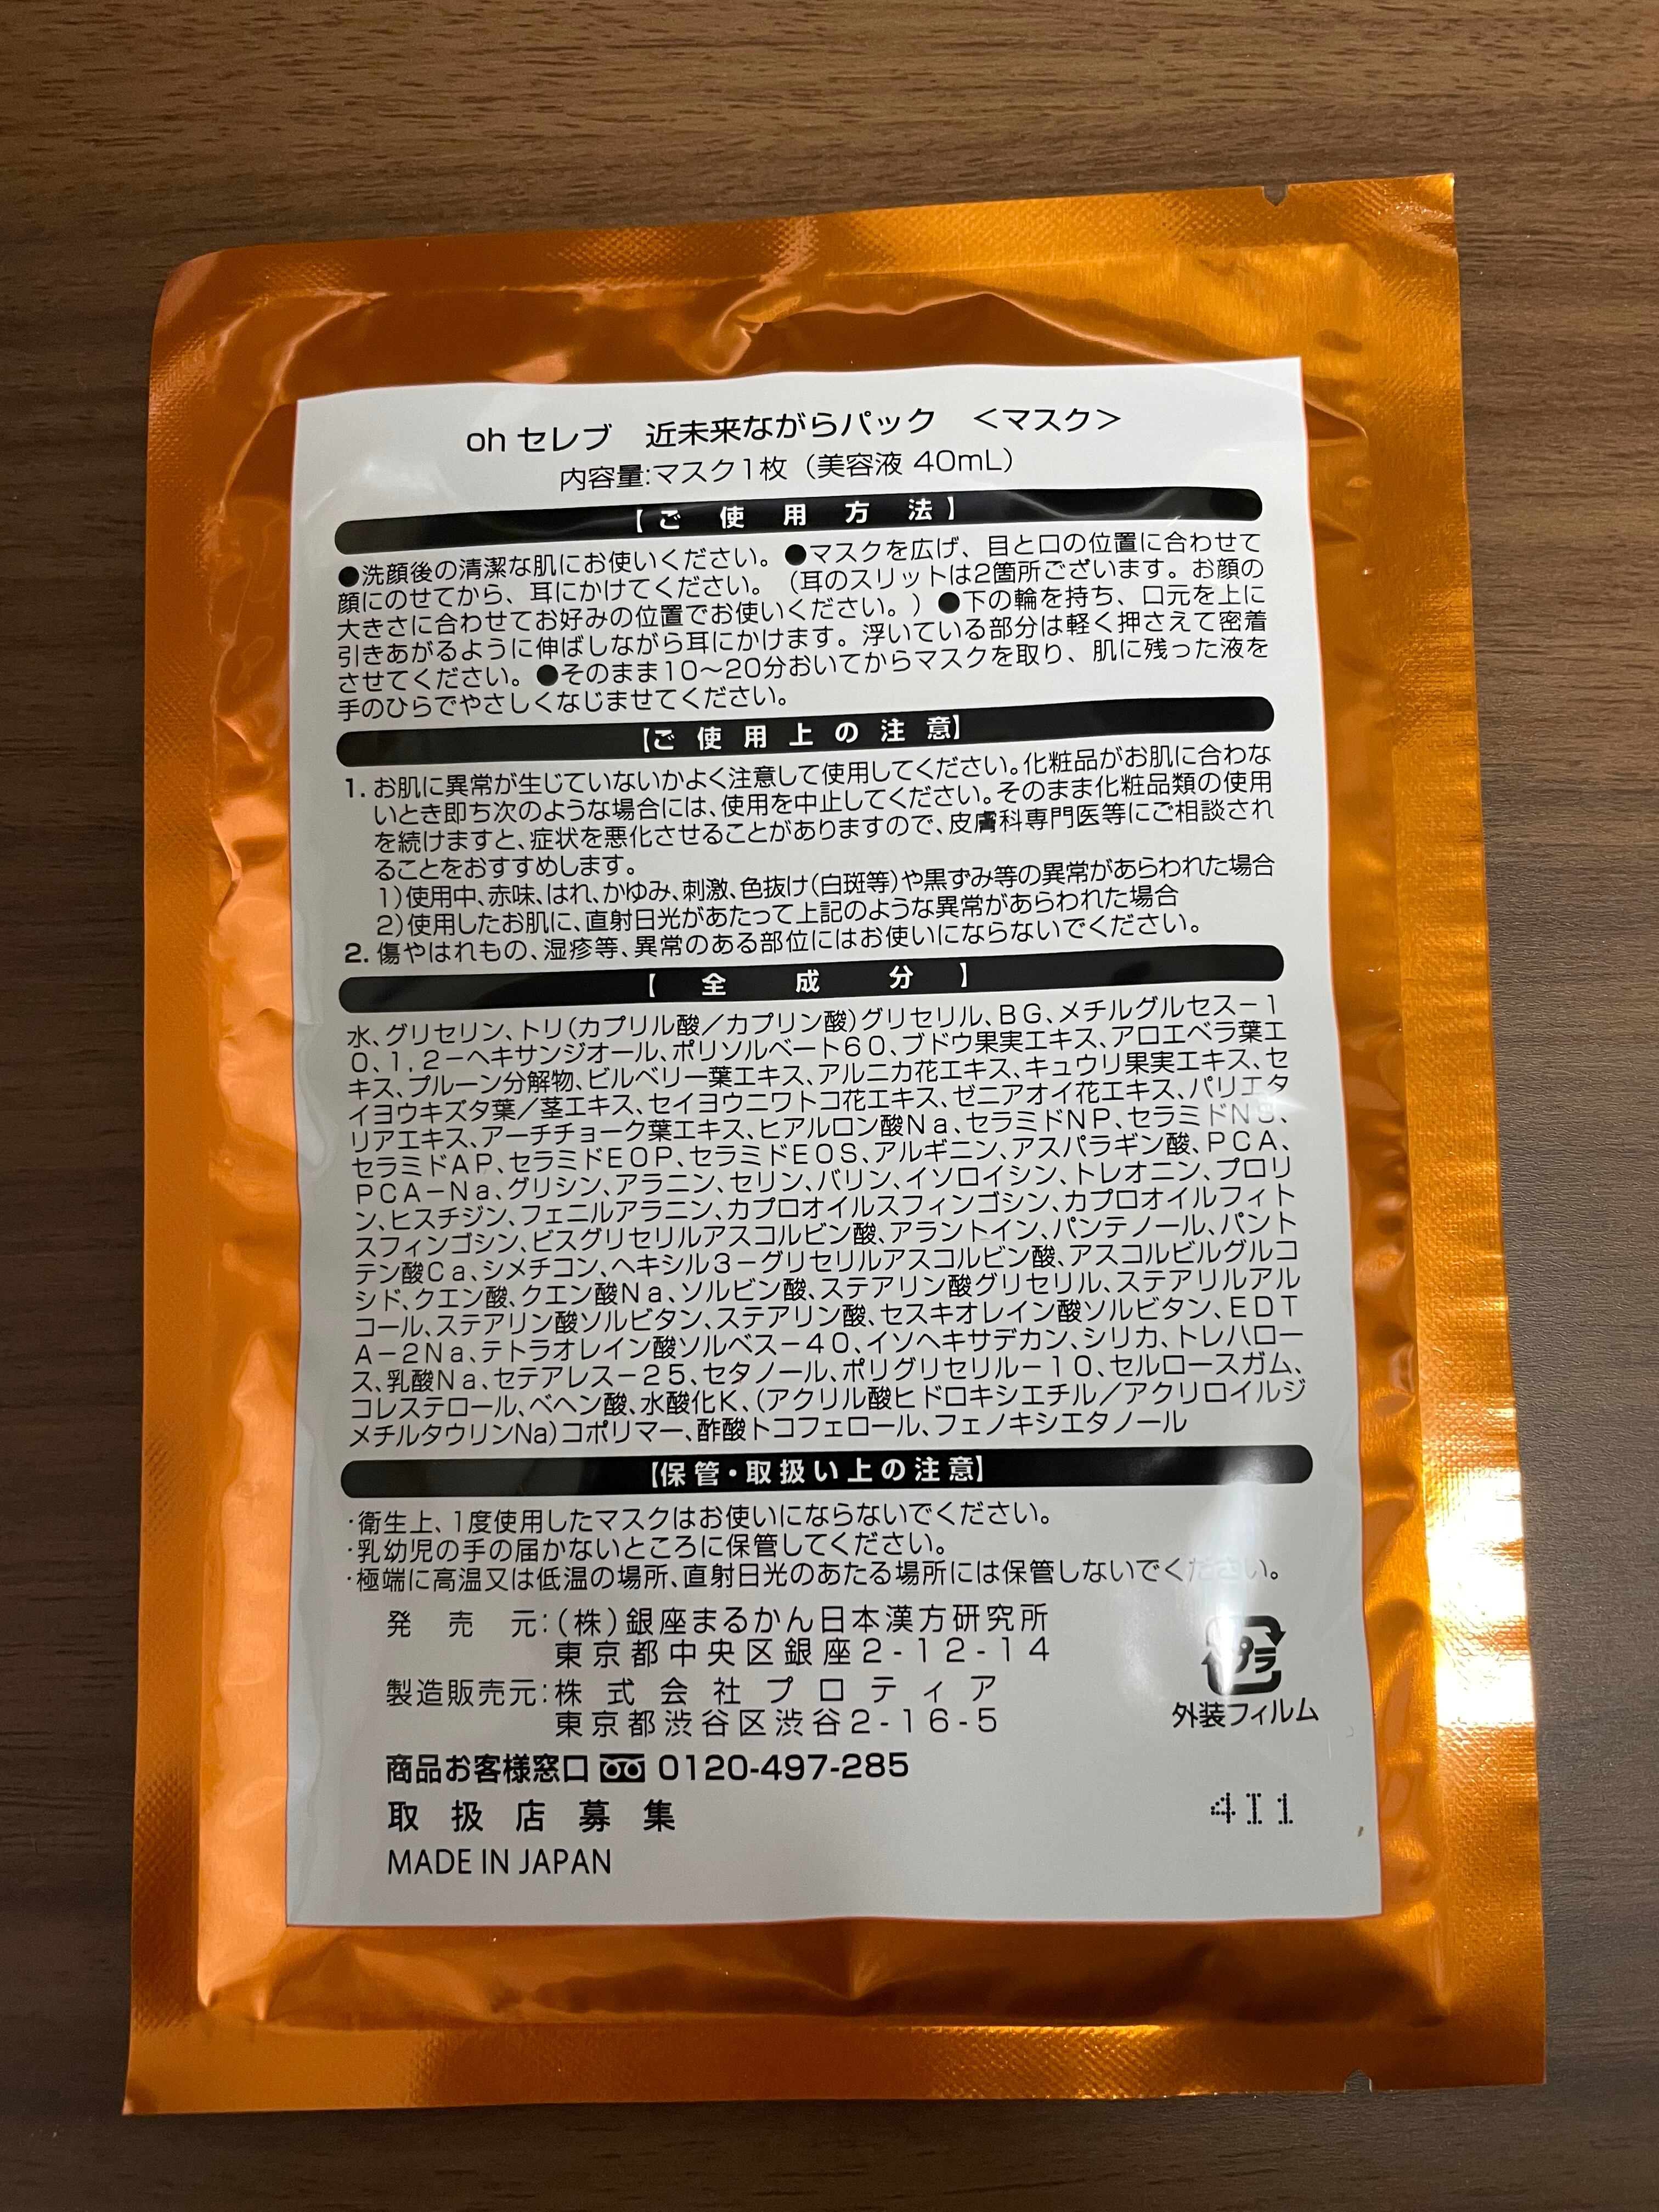 oh セレブ　近未来ながらパック　＜マスク＞
内容量:マスク1枚（美容液 40mL）
【ご使用方法】
●洗顔後の清潔な肌にお使いください。●マスクを広げ、目と口の位置に合わせて
顔にのせてから、耳にかけてください。（耳のスリットは2箇所ございます。お顔の
大きさに合わせてお好みの位置でお使いください。）●下の輪を持ち、口元を上に
引きあがるように伸ばしながら耳にかけます。浮いている部分は軽く押さえて密着
させてください。●そのまま10〜20分おいてからマスクを取り、肌に残った液を
手のひらでやさしくなじませてください。
【ご使用上の注意】
1. お肌に異常が生じていないかよく注意して使用してください。化粧品がお肌に合わな
いとき即ち次のような場合には、使用を中止してください。そのまま化粧品類の使用
を続けますと、症状を悪化させることがありますので、皮膚科専門医等にご相談され
ることをおすすめします。
1）使用中、赤味、はれ、かゆみ、刺激、色抜け（白斑等）や黒ずみ等の異常があらわれた場合
2）使用したお肌に、直射日光があたって上記のような異常があらわれた場合
2. 傷やはれもの、湿疹等、異常のある部位にはお使いにならないでください。
【全成分】
水、グリセリン、トリ（カプリル酸／カプリン酸）グリセリル、ＢＧ、メチルグルセス－１
０、１，２－ヘキサンジオール、ポリソルベート６０、ブドウ果実エキス、アロエベラ葉エ
キス、プルーン分解物、ビルベリー葉エキス、アルニカ花エキス、キュウリ果実エキス、セ
イヨウキズタ葉／茎エキス、セイヨウニワトコ花エキス、ゼニアオイ花エキス、パリエタ
リアエキス、アーチチョーク葉エキス、ヒアルロン酸Ｎａ、セラミドＮＰ、セラミドＮＳ、
セラミドＡＰ、セラミドＥＯＰ、セラミドＥＯＳ、アルギニン、アスパラギン酸、ＰＣＡ、
ＰＣＡ－Ｎａ、グリシン、アラニン、セリン、バリン、イソロイシン、トレオニン、プロリ
ン、ヒスチジン、フェニルアラニン、カプロオイルスフィンゴシン、カプロオイルフィト
スフィンゴシン、ビスグリセリルアスコルビン酸、アラントイン、パンテノール、パント
テン酸Ｃａ、シメチコン、ヘキシル３－グリセリルアスコルビン酸、アスコルビルグルコ
シド、クエン酸、クエン酸Ｎａ、ソルビン酸、ステアリン酸グリセリル、ステアリルアル
コール、ステアリン酸ソルビタン、ステアリン酸、セスキオレイン酸ソルビタン、ＥＤＴ
Ａ－２Ｎａ、テトラオレイン酸ソルベス－４０、イソヘキサデカン、シリカ、トレハロー
ス、乳酸Ｎａ、セテアレス－２５、セタノール、ポリグリセリル－１０、セルロースガム、
コレステロール、ベヘン酸、水酸化Ｋ、（アクリル酸ヒドロキシエチル／アクリロイルジ
メチルタウリンNa）コポリマー、酢酸トコフェロール、フェノキシエタノール
【保管・取扱い上の注意】
・衛生上、1度使用したマスクはお使いにならないでください。
・乳幼児の手の届かないところに保管してください。
・極端に高温又は低温の場所、直射日光のあたる場所には保管しないでください。
発売元：（株）銀座まるかん日本漢方研究所
東京都中央区銀座2-12-14
製造販売元：株式会社プロティア
東京都渋谷区渋谷2-16-5
プラ
外装フィルム
商品お客様窓口 0120-497-285
取扱店募集
4I1
MADE IN JAPAN